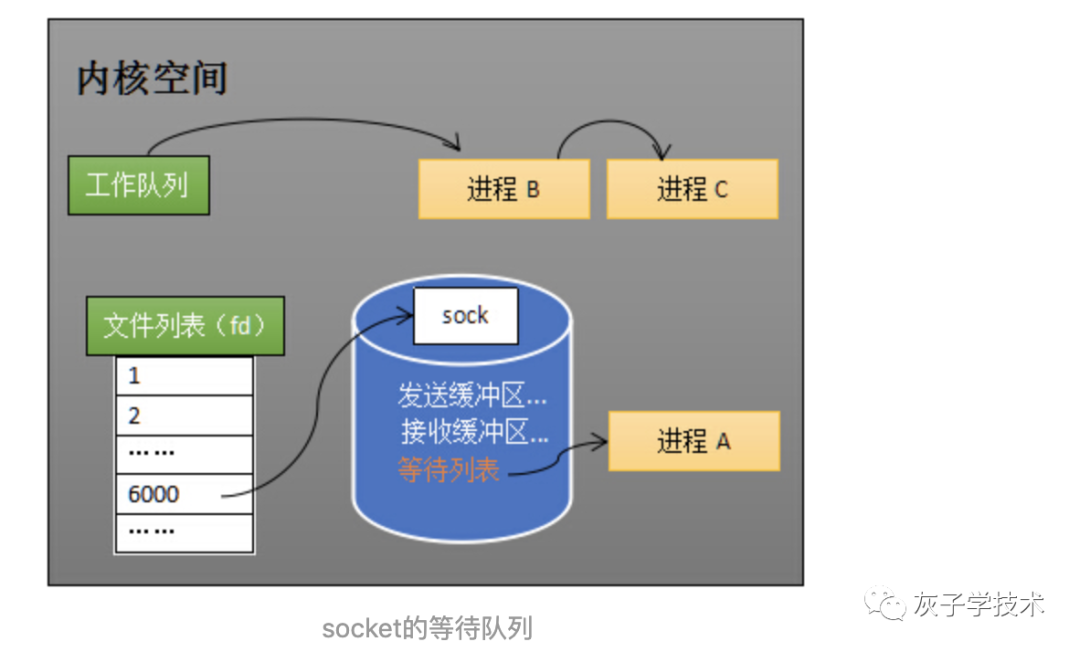 内核空间
工作队列
进程 B
进程 C
文件列表（fd）
1
2
……
6000
……
sock
发送缓冲区...
接收缓冲区...
等待列表
进程 A
socket的等待队列
灰子学技术